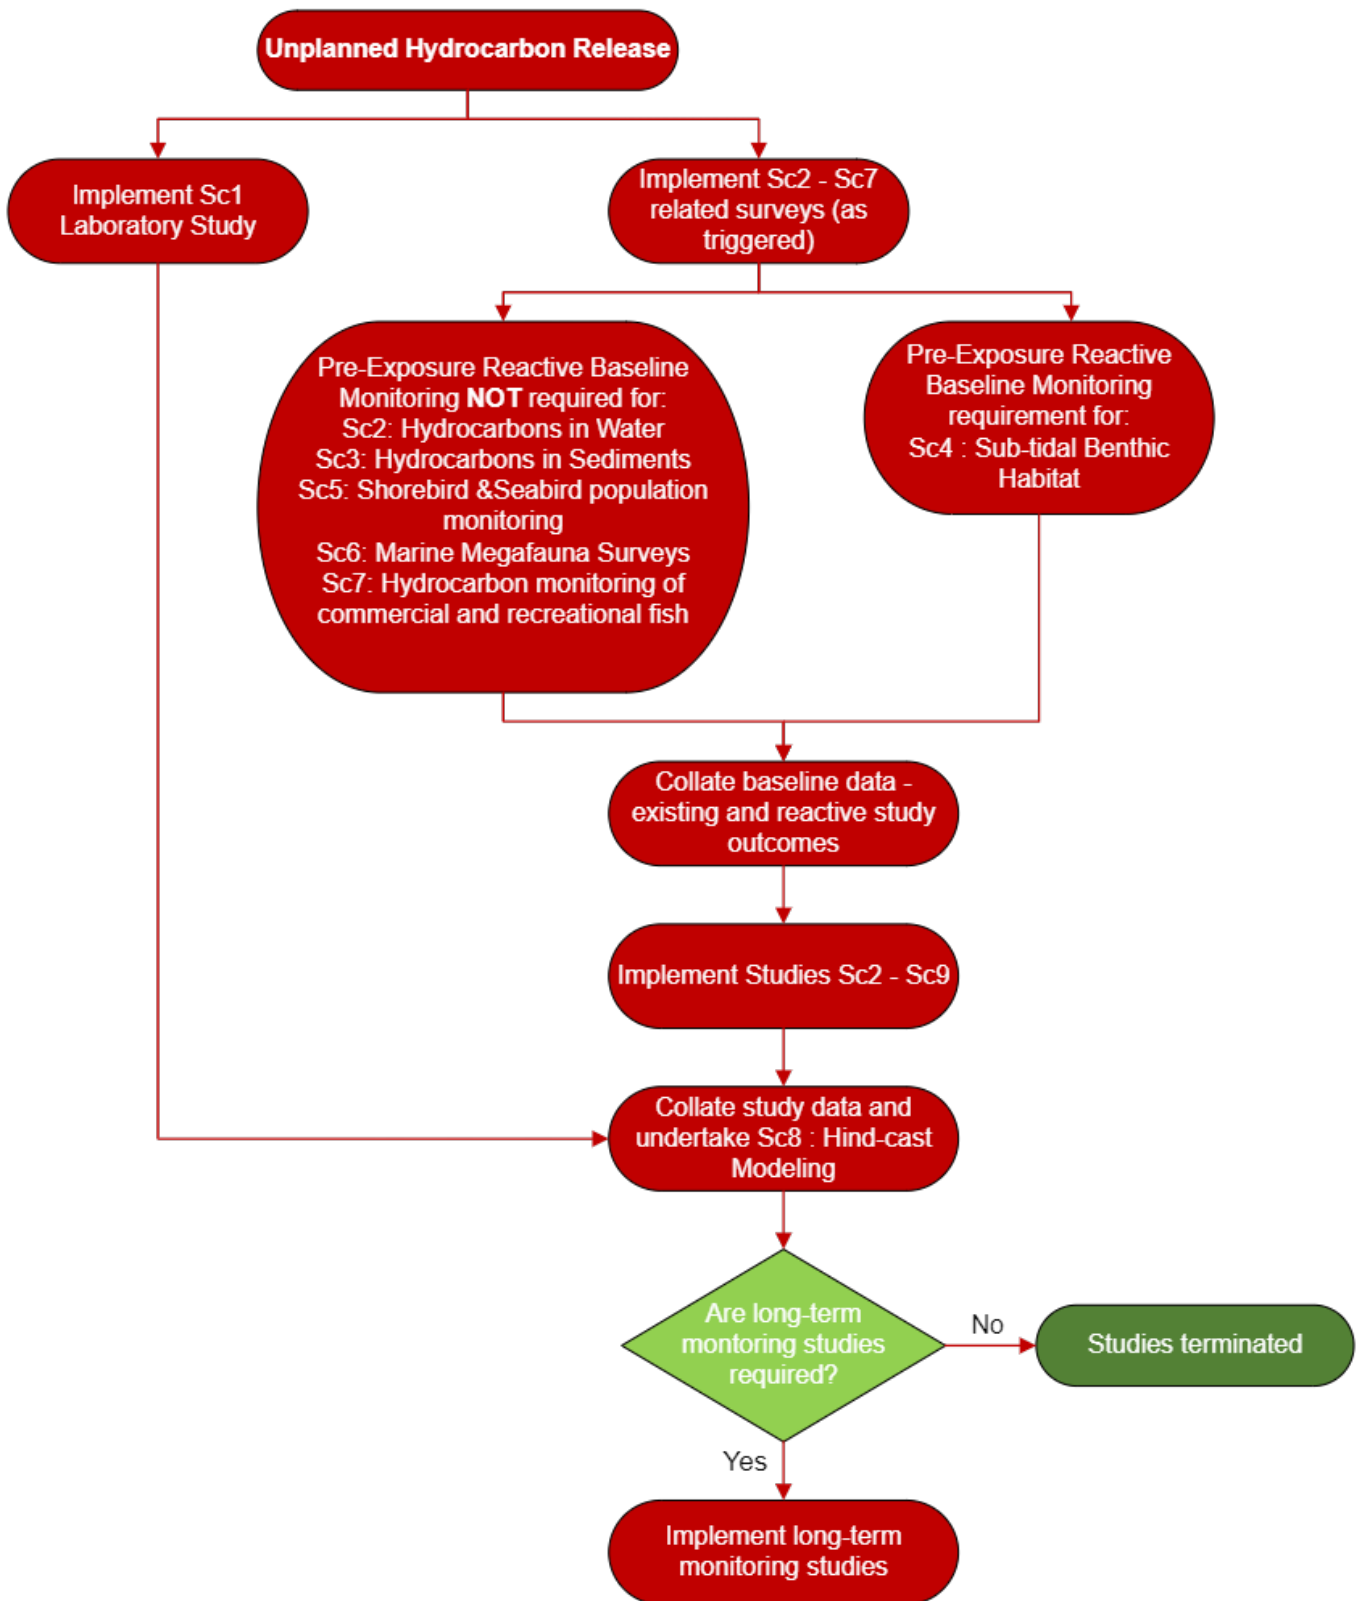 Unplanned Hydrocarbon Release
Implement Sc1
Laboratory Study
Implement Sc2 - Sc7
related surveys (as
triggered)
Pre-Exposure Reactive Baseline
Monitoring NOT required for:
Sc2: Hydrocarbons in Water
Sc3: Hydrocarbons in Sediments
Sc5: Shorebird &Seabird population
monitoring
Sc6: Marine Megafauna Surveys
Sc7: Hydrocarbon monitoring of
commercial and recreational fish
Pre-Exposure Reactive
Baseline Monitoring
requirement for:
Sc4 : Sub-tidal Benthic
Habitat
Collate baseline data -
existing and reactive study
outcomes
Implement Studies Sc2 - Sc9
Collate study data and
undertake Sc8 : Hind-cast
Modeling
Are long-term
montoring studies
required?
No
Studies terminated
Yes
Implement long-term
monitoring studies